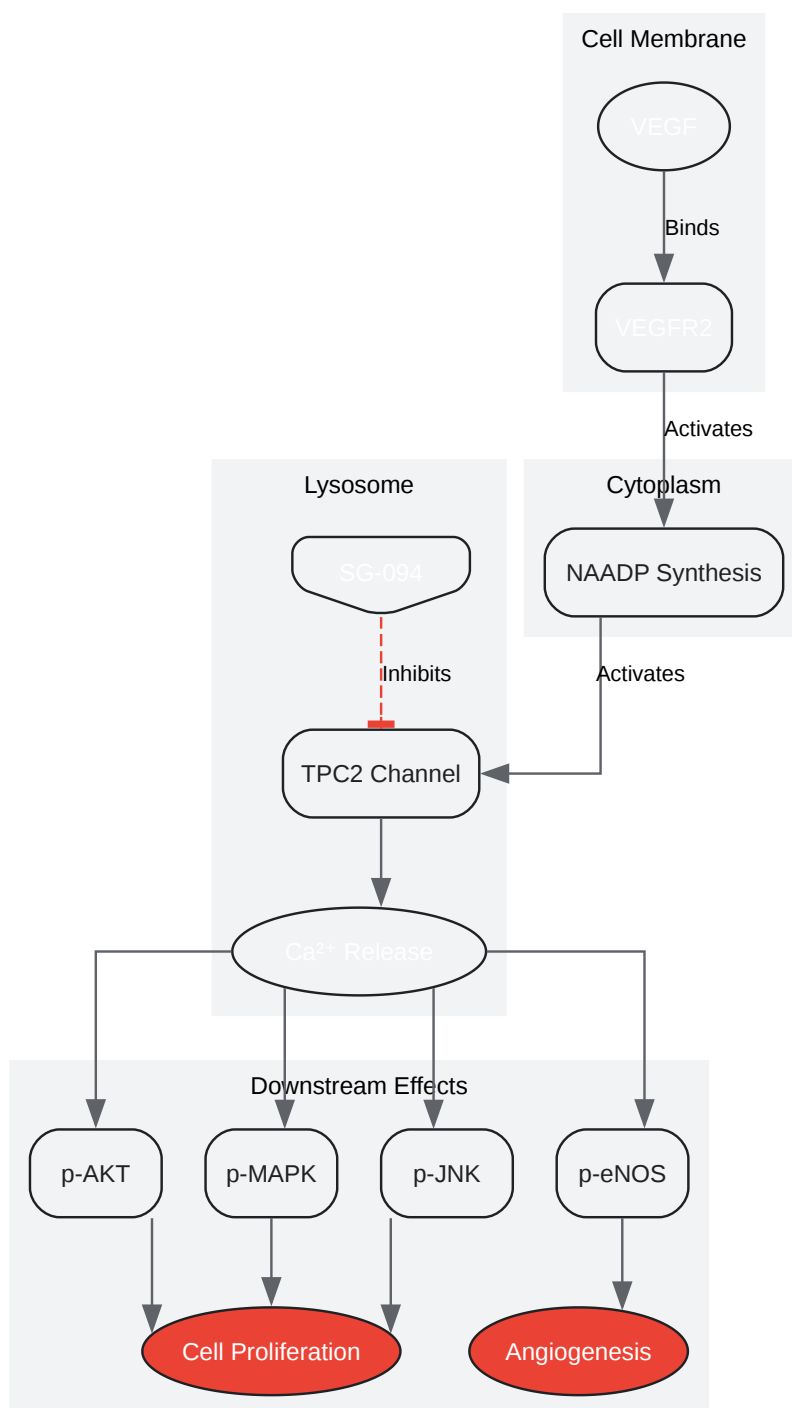 Cell Membrane
VEGF
Binds
VEGFR2
Activates
Lysosome
Cytoplasm
SG-094
NAADP Synthesis
Inhibits
Activates
TPC2 Channel
Ca²⁺ Release
Downstream Effects
p-AKT
p-MAPK
p-JNK
p-eNOS
Cell Proliferation
Angiogenesis